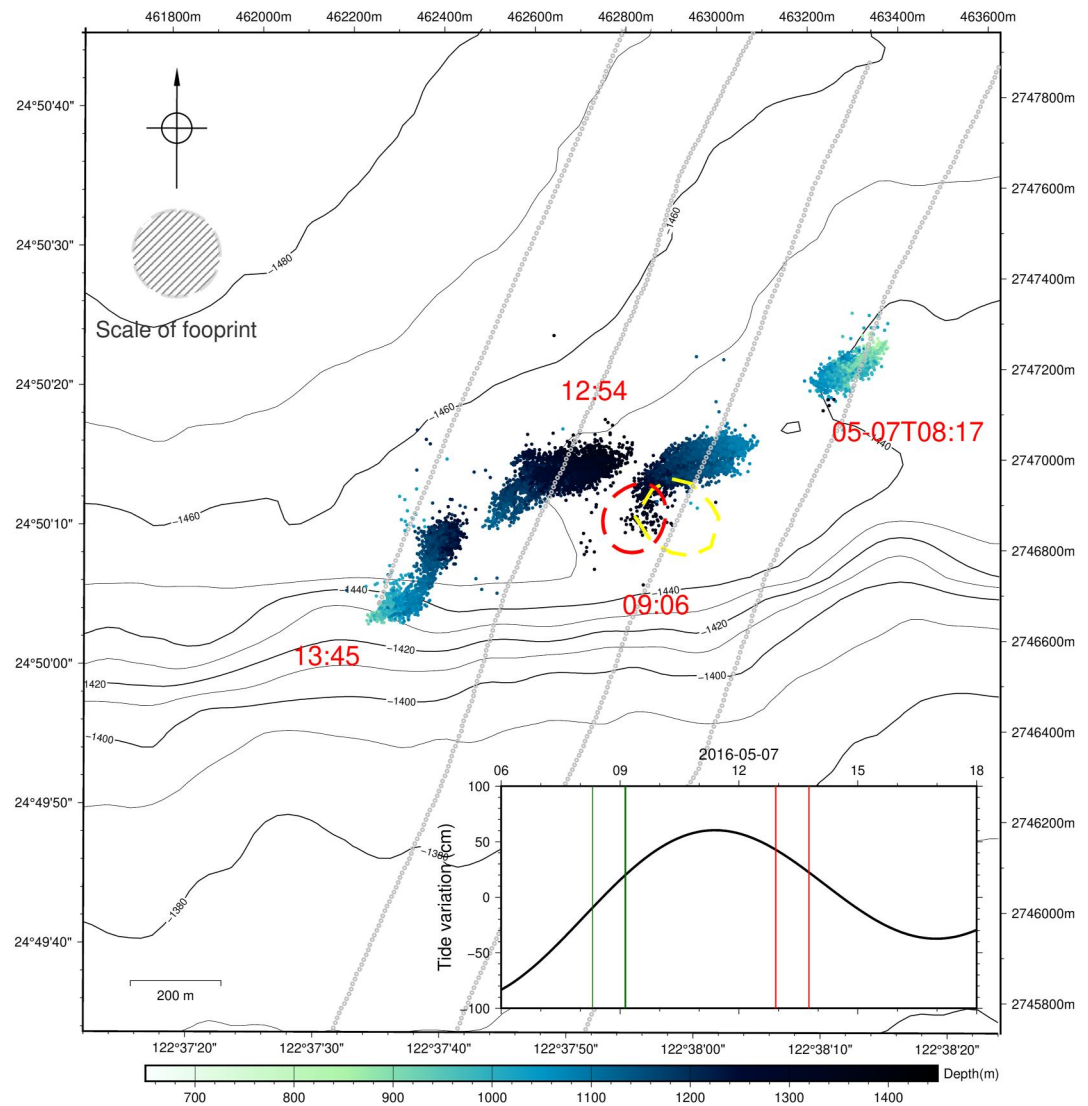 461800m 462000m 462200m 462400m 462600m 462800m 463000m 463200m 463400m 463600m
24°50'40"
2747800m
2747600m
−1460
24°50'30"
−1480
2747400m
Scale of fooprint
24°50'20"
2747200m
12:54
−1460
05-07T08:17
−1440
2747000m
24°50'10"
−1460
2746800m
−1440
−1440
09:06
−1420
2746600m
13:45
−1420
24°50'00"
−1420
−1400
−1400
−1400
2746400m
2016-05-07
06 09 12 15 18
24°49'50"
100
50
0
−50
−100
Tide variation (cm)
2746200m
−1380
−1380
2746000m
24°49'40"
200 m
2745800m
122°37'20" 122°37'30" 122°37'40" 122°37'50" 122°38'00" 122°38'10" 122°38'20"
Depth(m)
700 800 900 1000 1100 1200 1300 1400